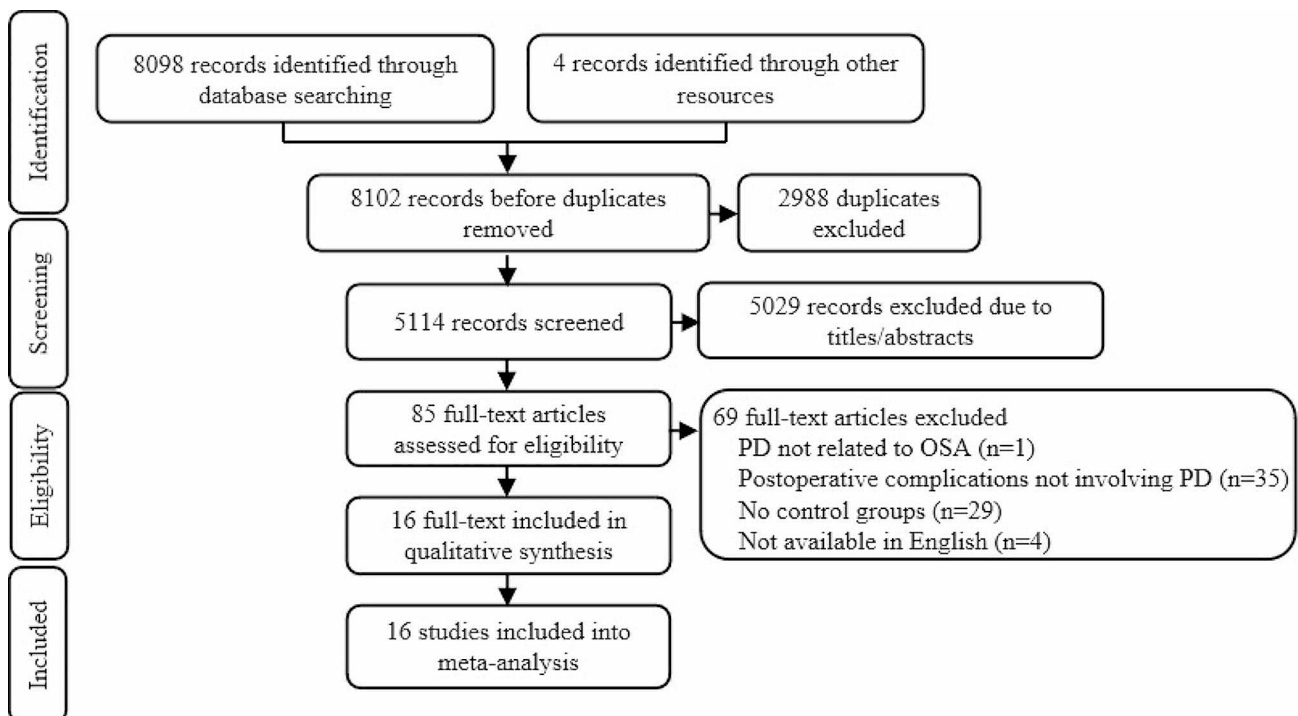 Identification
8098 records identified through
database searching
4 records identified through other
resources
8102 records before duplicates
removed
2988 duplicates
excluded
Screening
5114 records screened
5029 records excluded due to
titles/abstracts
Eligibility
85 full-text articles
assessed for eligibility
69 full-text articles excluded
PD not related to OSA (n=1)
Postoperative complications not involving PD (n=35)
No control groups (n=29)
Not available in English (n=4)
16 full-text included in
qualitative synthesis
Included
16 studies included into
meta-analysis